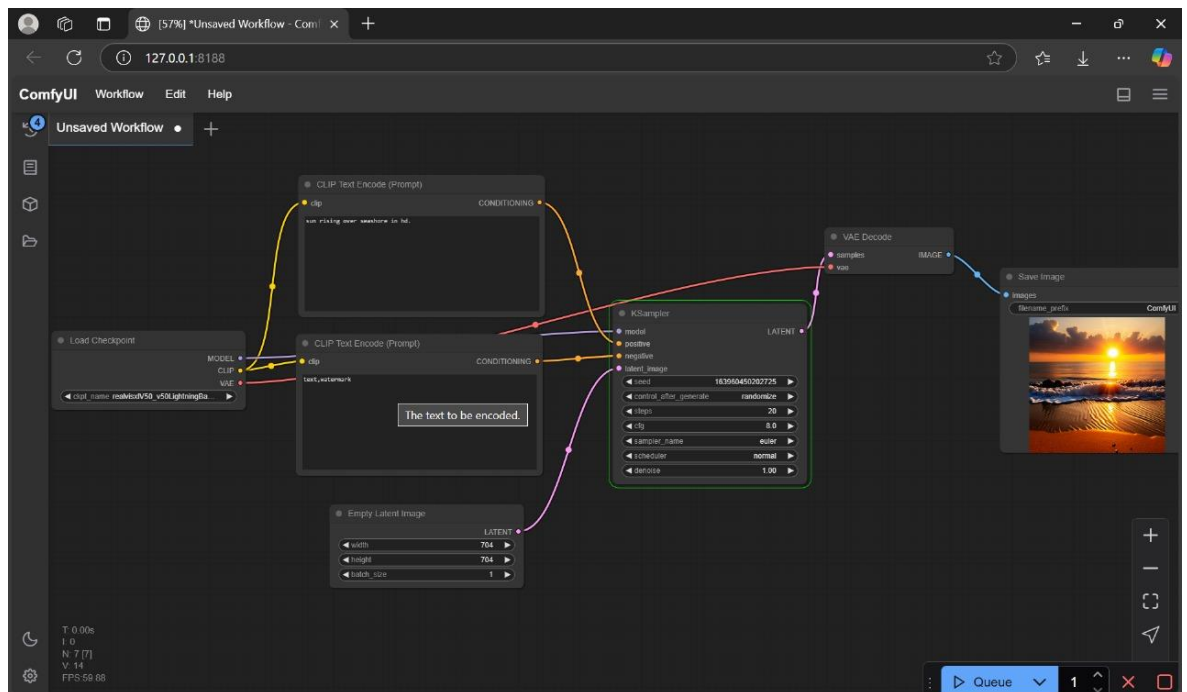 [57%] *Unsaved Workflow - Com
127.0.0.1:8188
ComfyUI Workflow Edit Help
4
Unsaved Workflow
CLIP Text Encode (Prompt)
clip CONDITIONING
sun rising over seashore in hd.
VAE Decode
samples IMAGE
vae
Save Image
images
filename_prefix ComfyUI
Load Checkpoint
MODEL
CLIP
VAE
ckpt_name realvisxlV50_v50LightningBa...
CLIP Text Encode (Prompt)
clip CONDITIONING
text,watermark
The text to be encoded.
KSampler
model LATENT
positive
negative
latent_image
seed 163960450202725
control_after_generate randomize
steps 20
cfg 8.0
sampler_name euler
scheduler normal
denoise 1.00
Empty Latent Image
LATENT
width 704
height 704
batch_size 1
T: 0.00s
I: 0
N: 7 [7]
V: 14
FPS:59.88
Queue 1